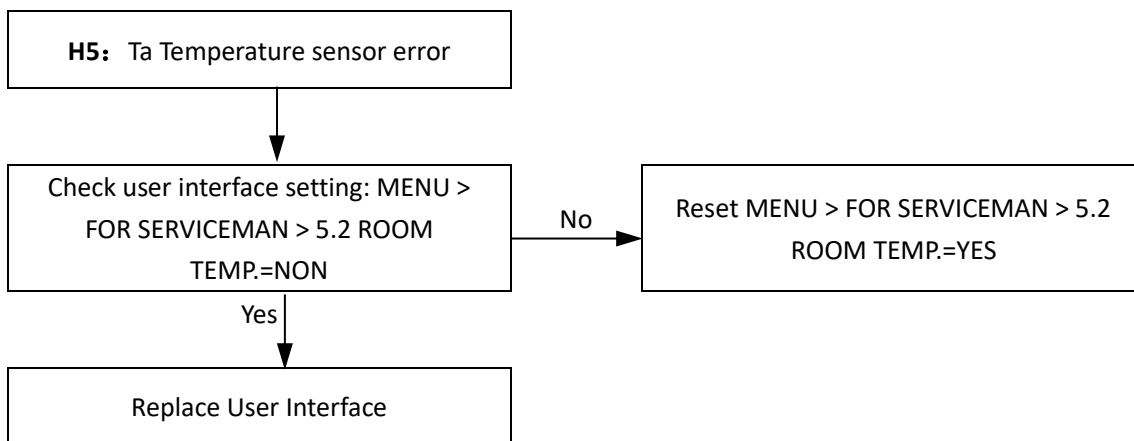 H5： Ta Temperature sensor error
Check user interface setting: MENU >
FOR SERVICEMAN > 5.2 ROOM
TEMP.=NON
No
Reset MENU > FOR SERVICEMAN > 5.2
ROOM TEMP.=YES
Yes
Replace User Interface